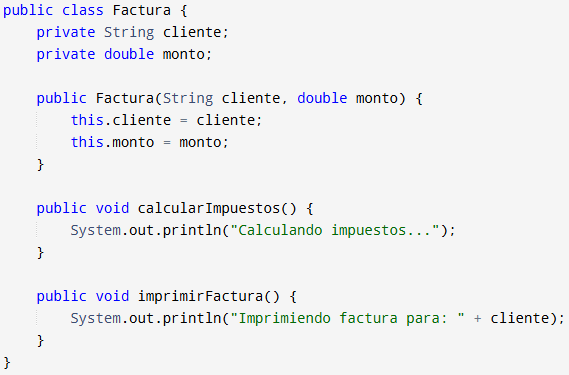 public class Factura {
    private String cliente;
    private double monto;

    public Factura(String cliente, double monto) {
        this.cliente = cliente;
        this.monto = monto;
    }

    public void calcularImpuestos() {
        System.out.println("Calculando impuestos...");
    }

    public void imprimirFactura() {
        System.out.println("Imprimiendo factura para: " + cliente);
    }
}